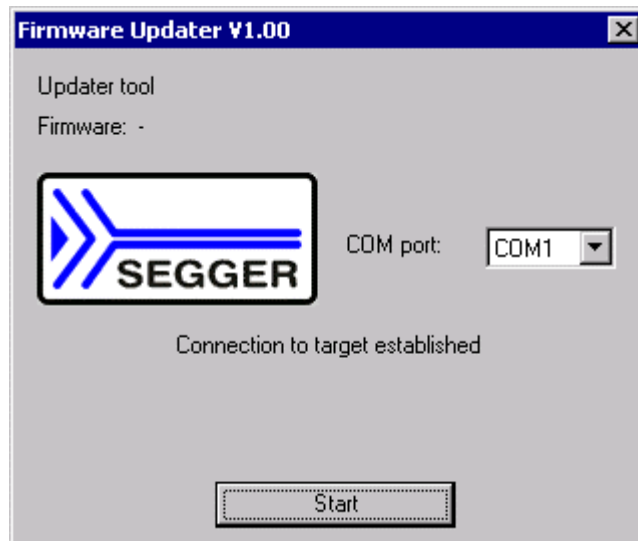 Firmware Updater V1.00
Updater tool
Firmware: -
SEGGER
COM port: COM1
Connection to target established
Start